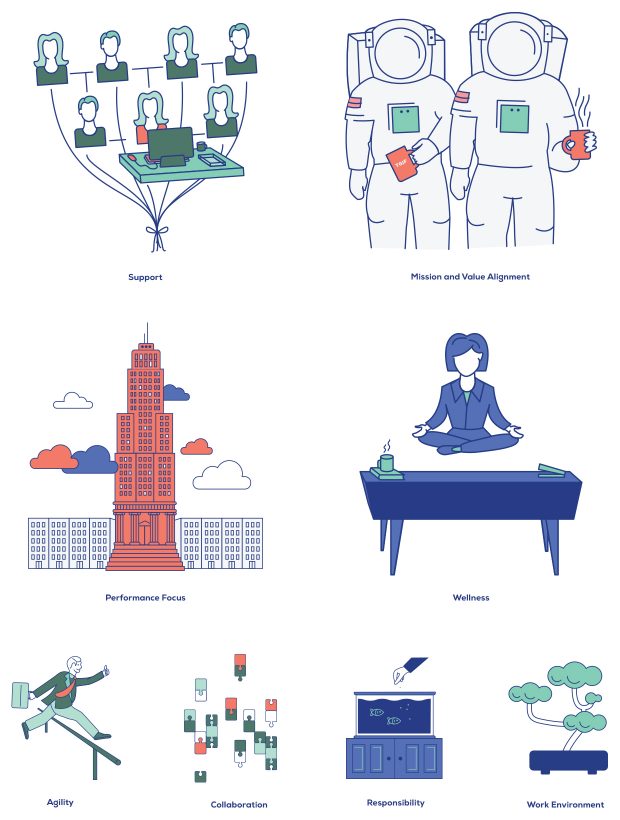 Support
Mission and Value Alignment
Performance Focus
Wellness
Agility
Collaboration
Responsibility
Work Environment